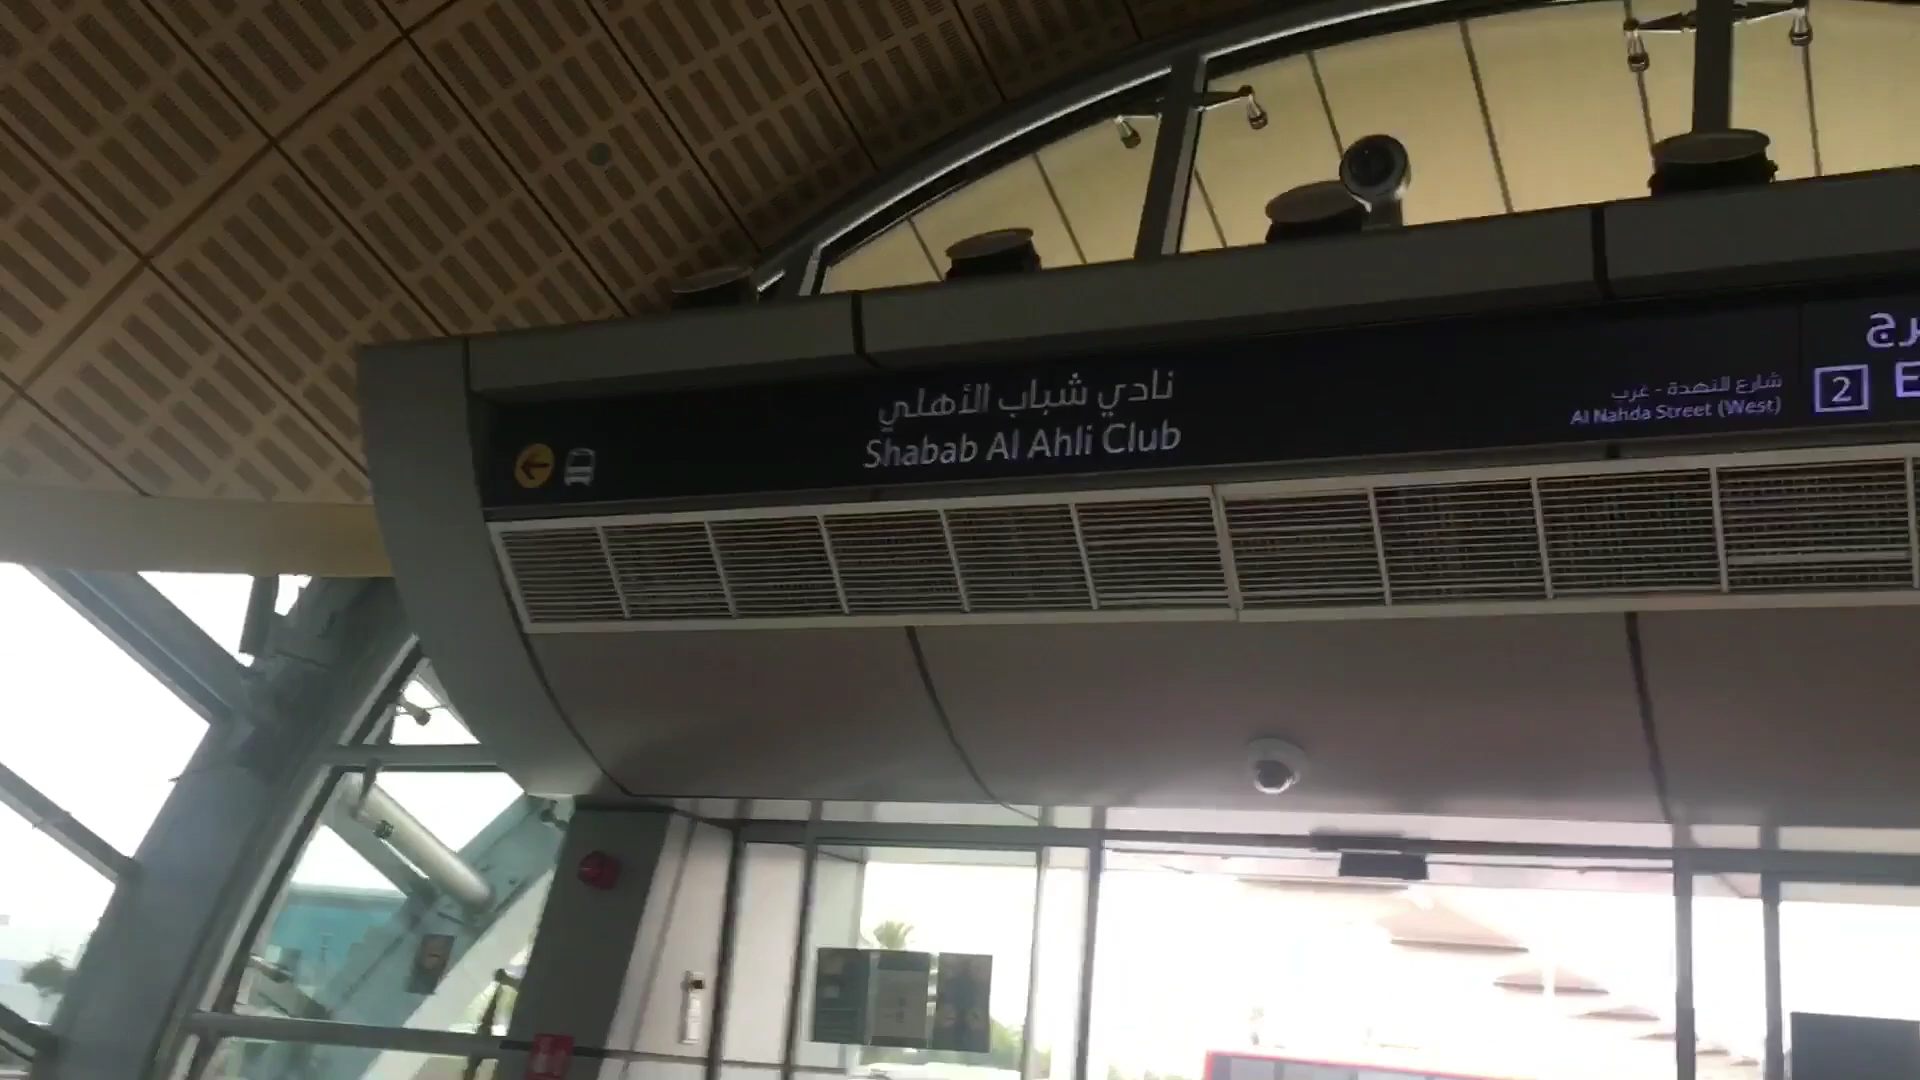 نادي شباب الأهلي
Shabab Al Ahli Club
شارع النهدة - غرب
Al Nahda Street (West)
2